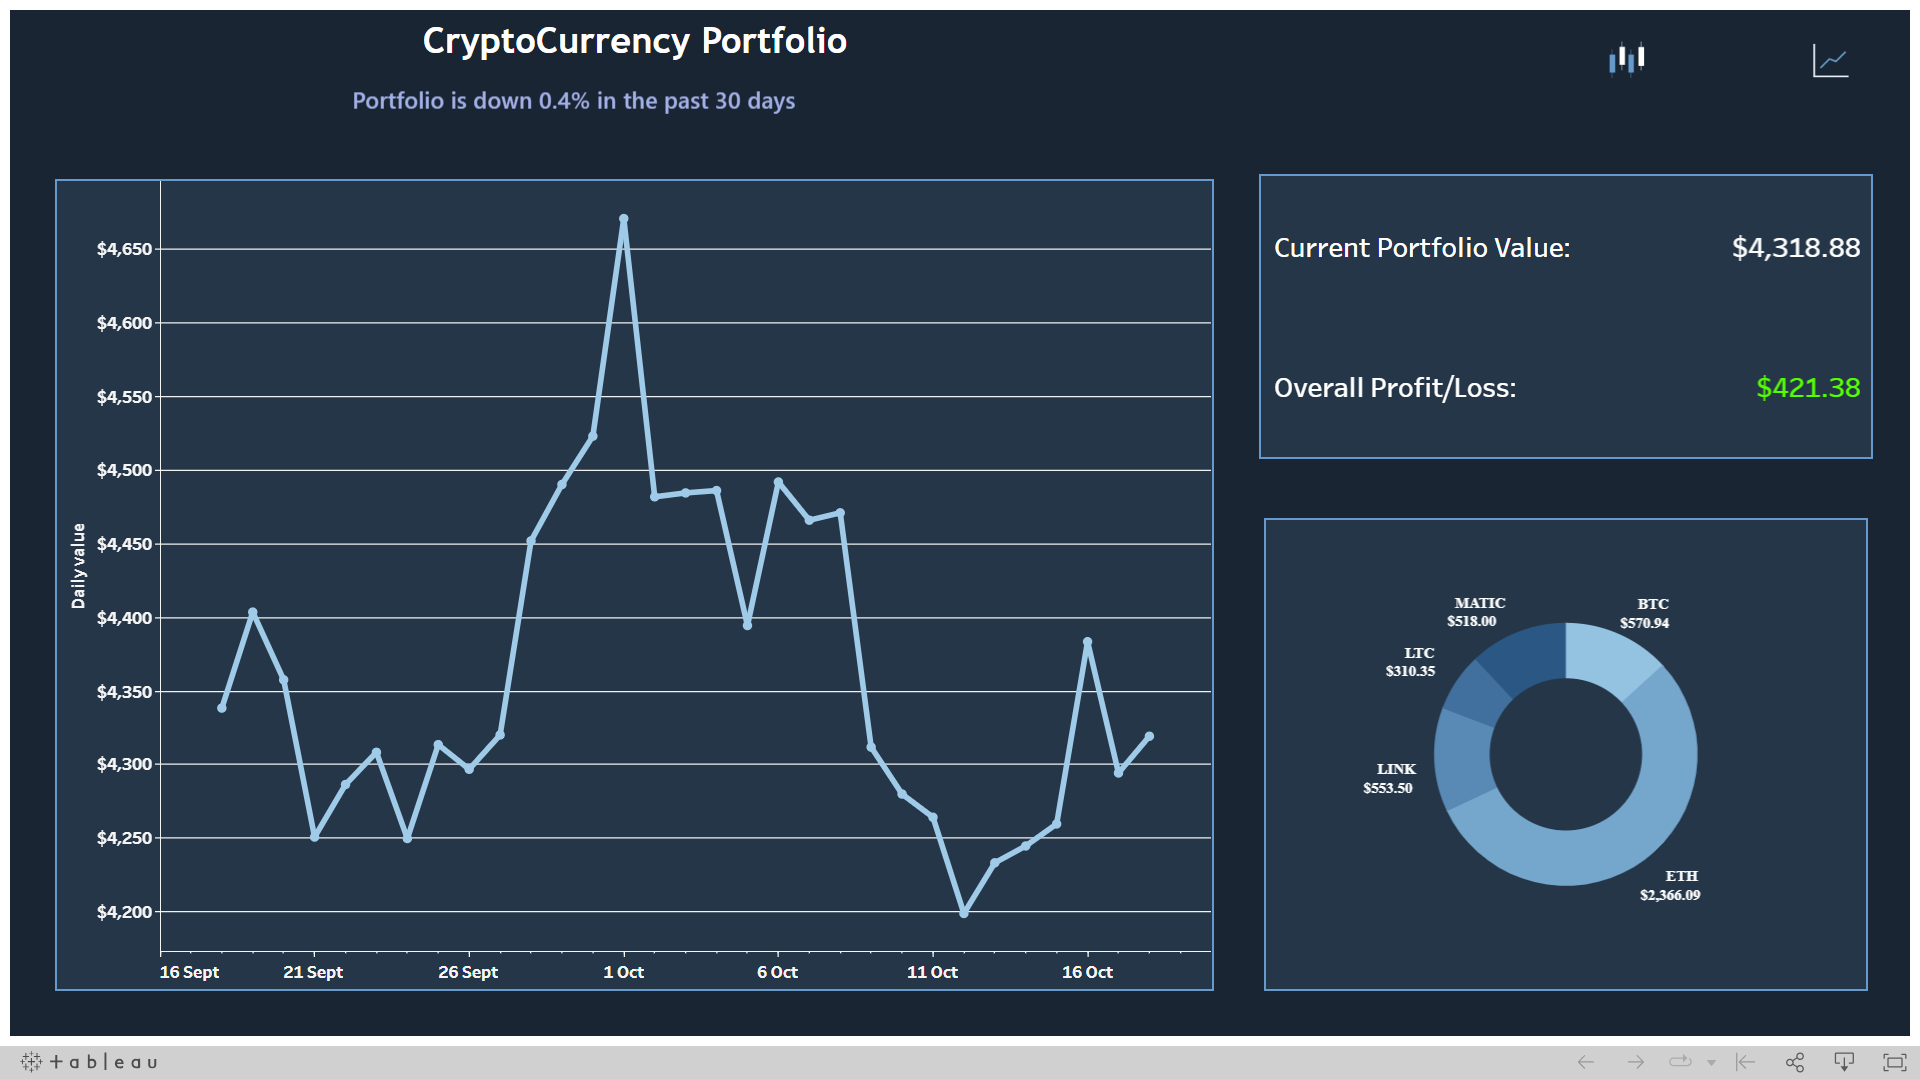 CryptoCurrency Portfolio
Portfolio is down 0.4% in the past 30 days
Daily value
$4,650
$4,600
$4,550
$4,500
$4,450
$4,400
$4,350
$4,300
$4,250
$4,200
16 Sept
21 Sept
26 Sept
1 Oct
6 Oct
11 Oct
16 Oct
Current Portfolio Value: $4,318.88
Overall Profit/Loss: $421.38
MATIC
$518.00
BTC
$570.94
LTC
$310.35
LINK
$553.50
ETH
$2,366.09
+ a b | e a u